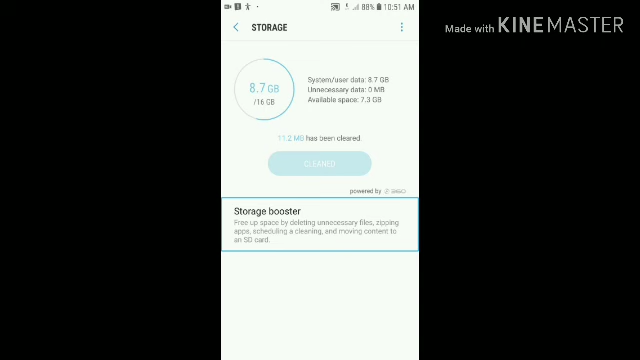 88% 10:51 AM
STORAGE
Made with KINEMASTER
8.7 GB
/16 GB
System/user data: 8.7 GB
Unnecessary data: 0 MB
Available space: 7.3 GB
11.2 MB has been cleared.
CLEANED
powered by 360
Storage booster
Free up space by deleting unnecessary files, zipping
apps, scheduling a cleaning, and moving content to
an SD card.